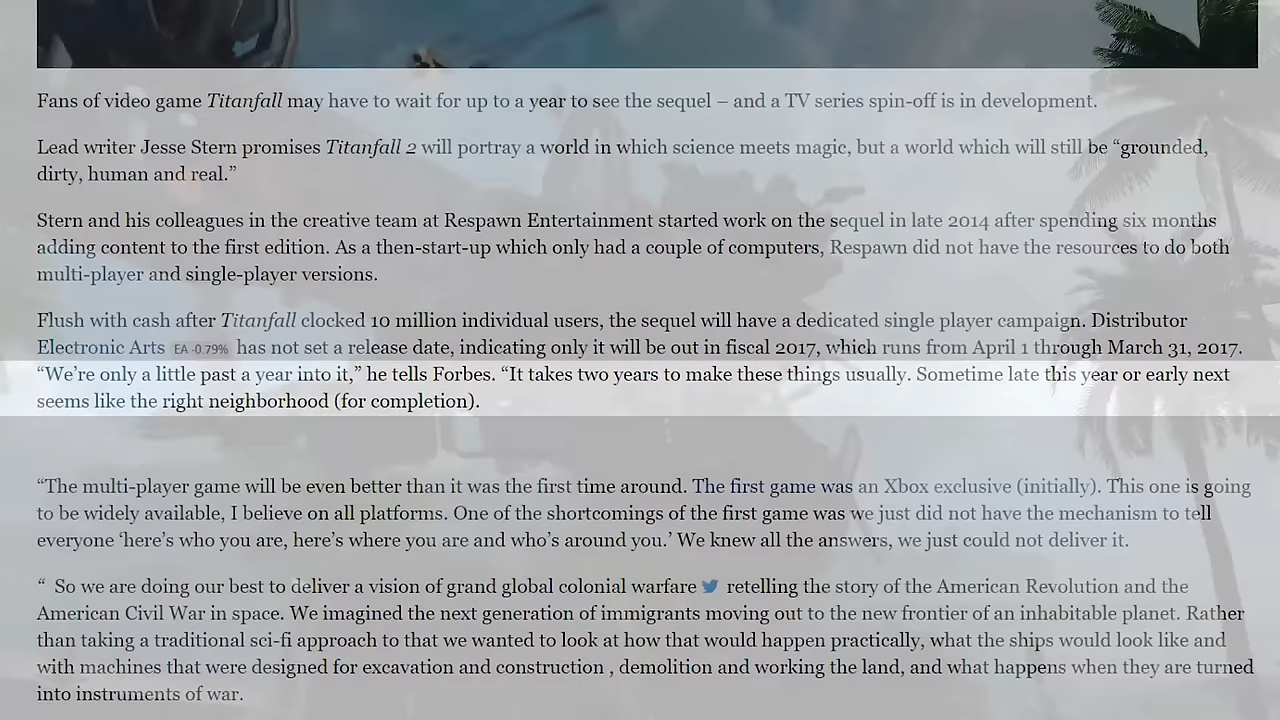 Fans of video game Titanfall may have to wait for up to a year to see the sequel – and a TV series spin-off is in development.
Lead writer Jesse Stern promises Titanfall 2 will portray a world in which science meets magic, but a world which will still be “grounded,
dirty, human and real.”
Stern and his colleagues in the creative team at Respawn Entertainment started work on the sequel in late 2014 after spending six months
adding content to the first edition. As a then-start-up which only had a couple of computers, Respawn did not have the resources to do both
multi-player and single-player versions.
Flush with cash after Titanfall clocked 10 million individual users, the sequel will have a dedicated single player campaign. Distributor
Electronic Arts EA -0.79% has not set a release date, indicating only it will be out in fiscal 2017, which runs from April 1 through March 31, 2017.
“We’re only a little past a year into it,” he tells Forbes. “It takes two years to make these things usually. Sometime late this year or early next
seems like the right neighborhood (for completion).
“The multi-player game will be even better than it was the first time around. The first game was an Xbox exclusive (initially). This one is going
to be widely available, I believe on all platforms. One of the shortcomings of the first game was we just did not have the mechanism to tell
everyone ‘here’s who you are, here’s where you are and who’s around you.’ We knew all the answers, we just could not deliver it.
“ So we are doing our best to deliver a vision of grand global colonial warfare retelling the story of the American Revolution and the
American Civil War in space. We imagined the next generation of immigrants moving out to the new frontier of an inhabitable planet. Rather
than taking a traditional sci-fi approach to that we wanted to look at how that would happen practically, what the ships would look like and
with machines that were designed for excavation and construction , demolition and working the land, and what happens when they are turned
into instruments of war.